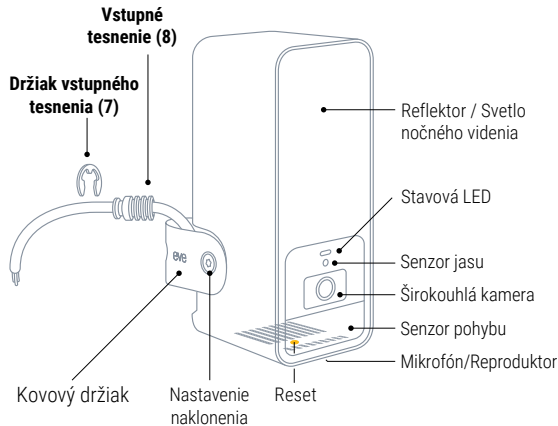 Vstupné
tesnenie (8)
Držiak vstupného
tesnenia (7)
Reflektor / Svetlo
nočného videnia
Stavová LED
Senzor jasu
Širokouhlá kamera
Senzor pohybu
Mikrofón/Reproduktor
eve
Kovový držiak
Nastavenie
naklonenia
Reset